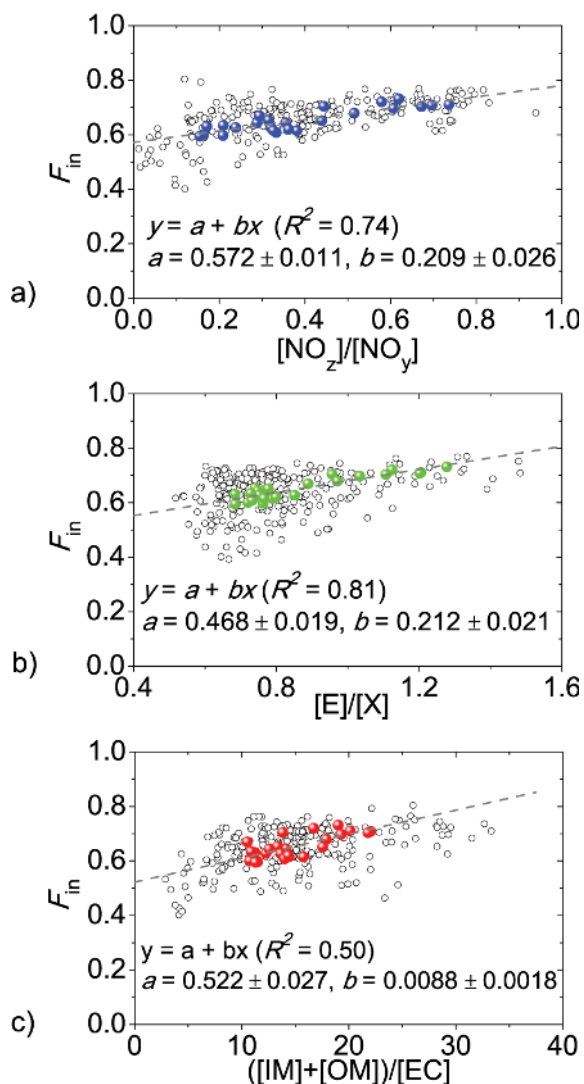 1.0
0.8
0.6
0.4
0.2
0.0
F_in
y = a + bx (R² = 0.74)
a = 0.572 ± 0.011, b = 0.209 ± 0.026
a)
0.0 0.2 0.4 0.6 0.8 1.0
[NO_z]/[NO_y]
1.0
0.8
0.6
0.4
0.2
0.0
F_in
y = a + bx (R² = 0.81)
a = 0.468 ± 0.019, b = 0.212 ± 0.021
b)
0.4 0.8 1.2 1.6
[E]/[X]
1.0
0.8
0.6
0.4
0.2
0.0
F_in
y = a + bx (R² = 0.50)
a = 0.522 ± 0.027, b = 0.0088 ± 0.0018
c)
0 10 20 30 40
([IM]+[OM])/[EC]